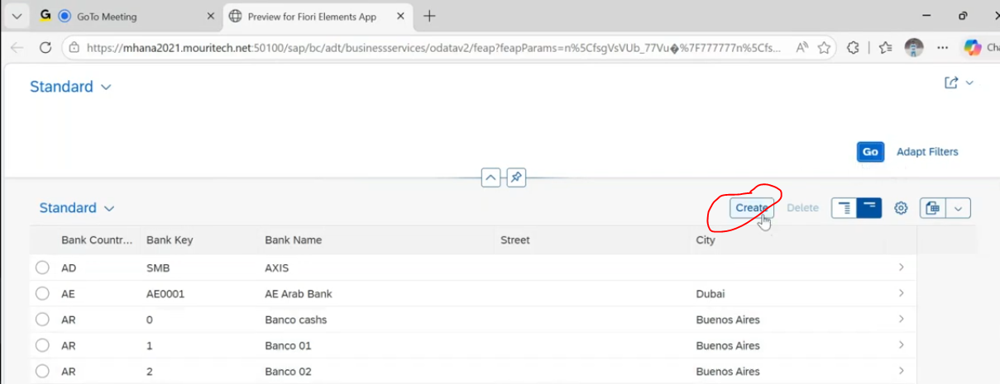 GoTo Meeting
Preview for Fiori Elements App
https://mhana2021.mouritech.net:50100/sap/bc/adt/businessservices/odatav2/feap?feapParams=n%5CfsgVsVUb_77Vu�%7F777777n%5Cfs...
Standard
Go Adapt Filters
Standard Create Delete
Bank Countr... Bank Key Bank Name Street City
AD SMB AXIS
AE AE0001 AE Arab Bank Dubai
AR 0 Banco cashs Buenos Aires
AR 1 Banco 01 Buenos Aires
AR 2 Banco 02 Buenos Aires